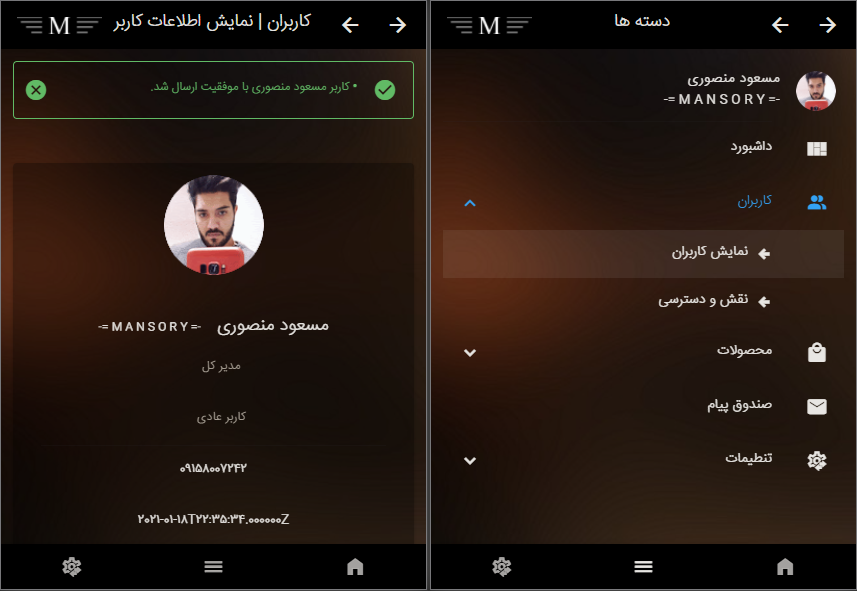 M
کاربران | نمایش اطلاعات کاربر
• کاربر مسعود منصوری با موفقیت ارسال شد.
مسعود منصوری -=MANSORY=-
مدیر کل
کاربر عادی
۰۹۱۵۸۰۰۷۲۴۲
۲۰۲۱-۰۱-۱۸T۲۲:۳۵:۳۴.۰۰۰۰۰۰Z
M
دسته ها
مسعود منصوری
-=MANSORY=-
داشبورد
کاربران
نمایش کاربران
نقش و دسترسی
محصولات
صندوق پیام
تنظیمات